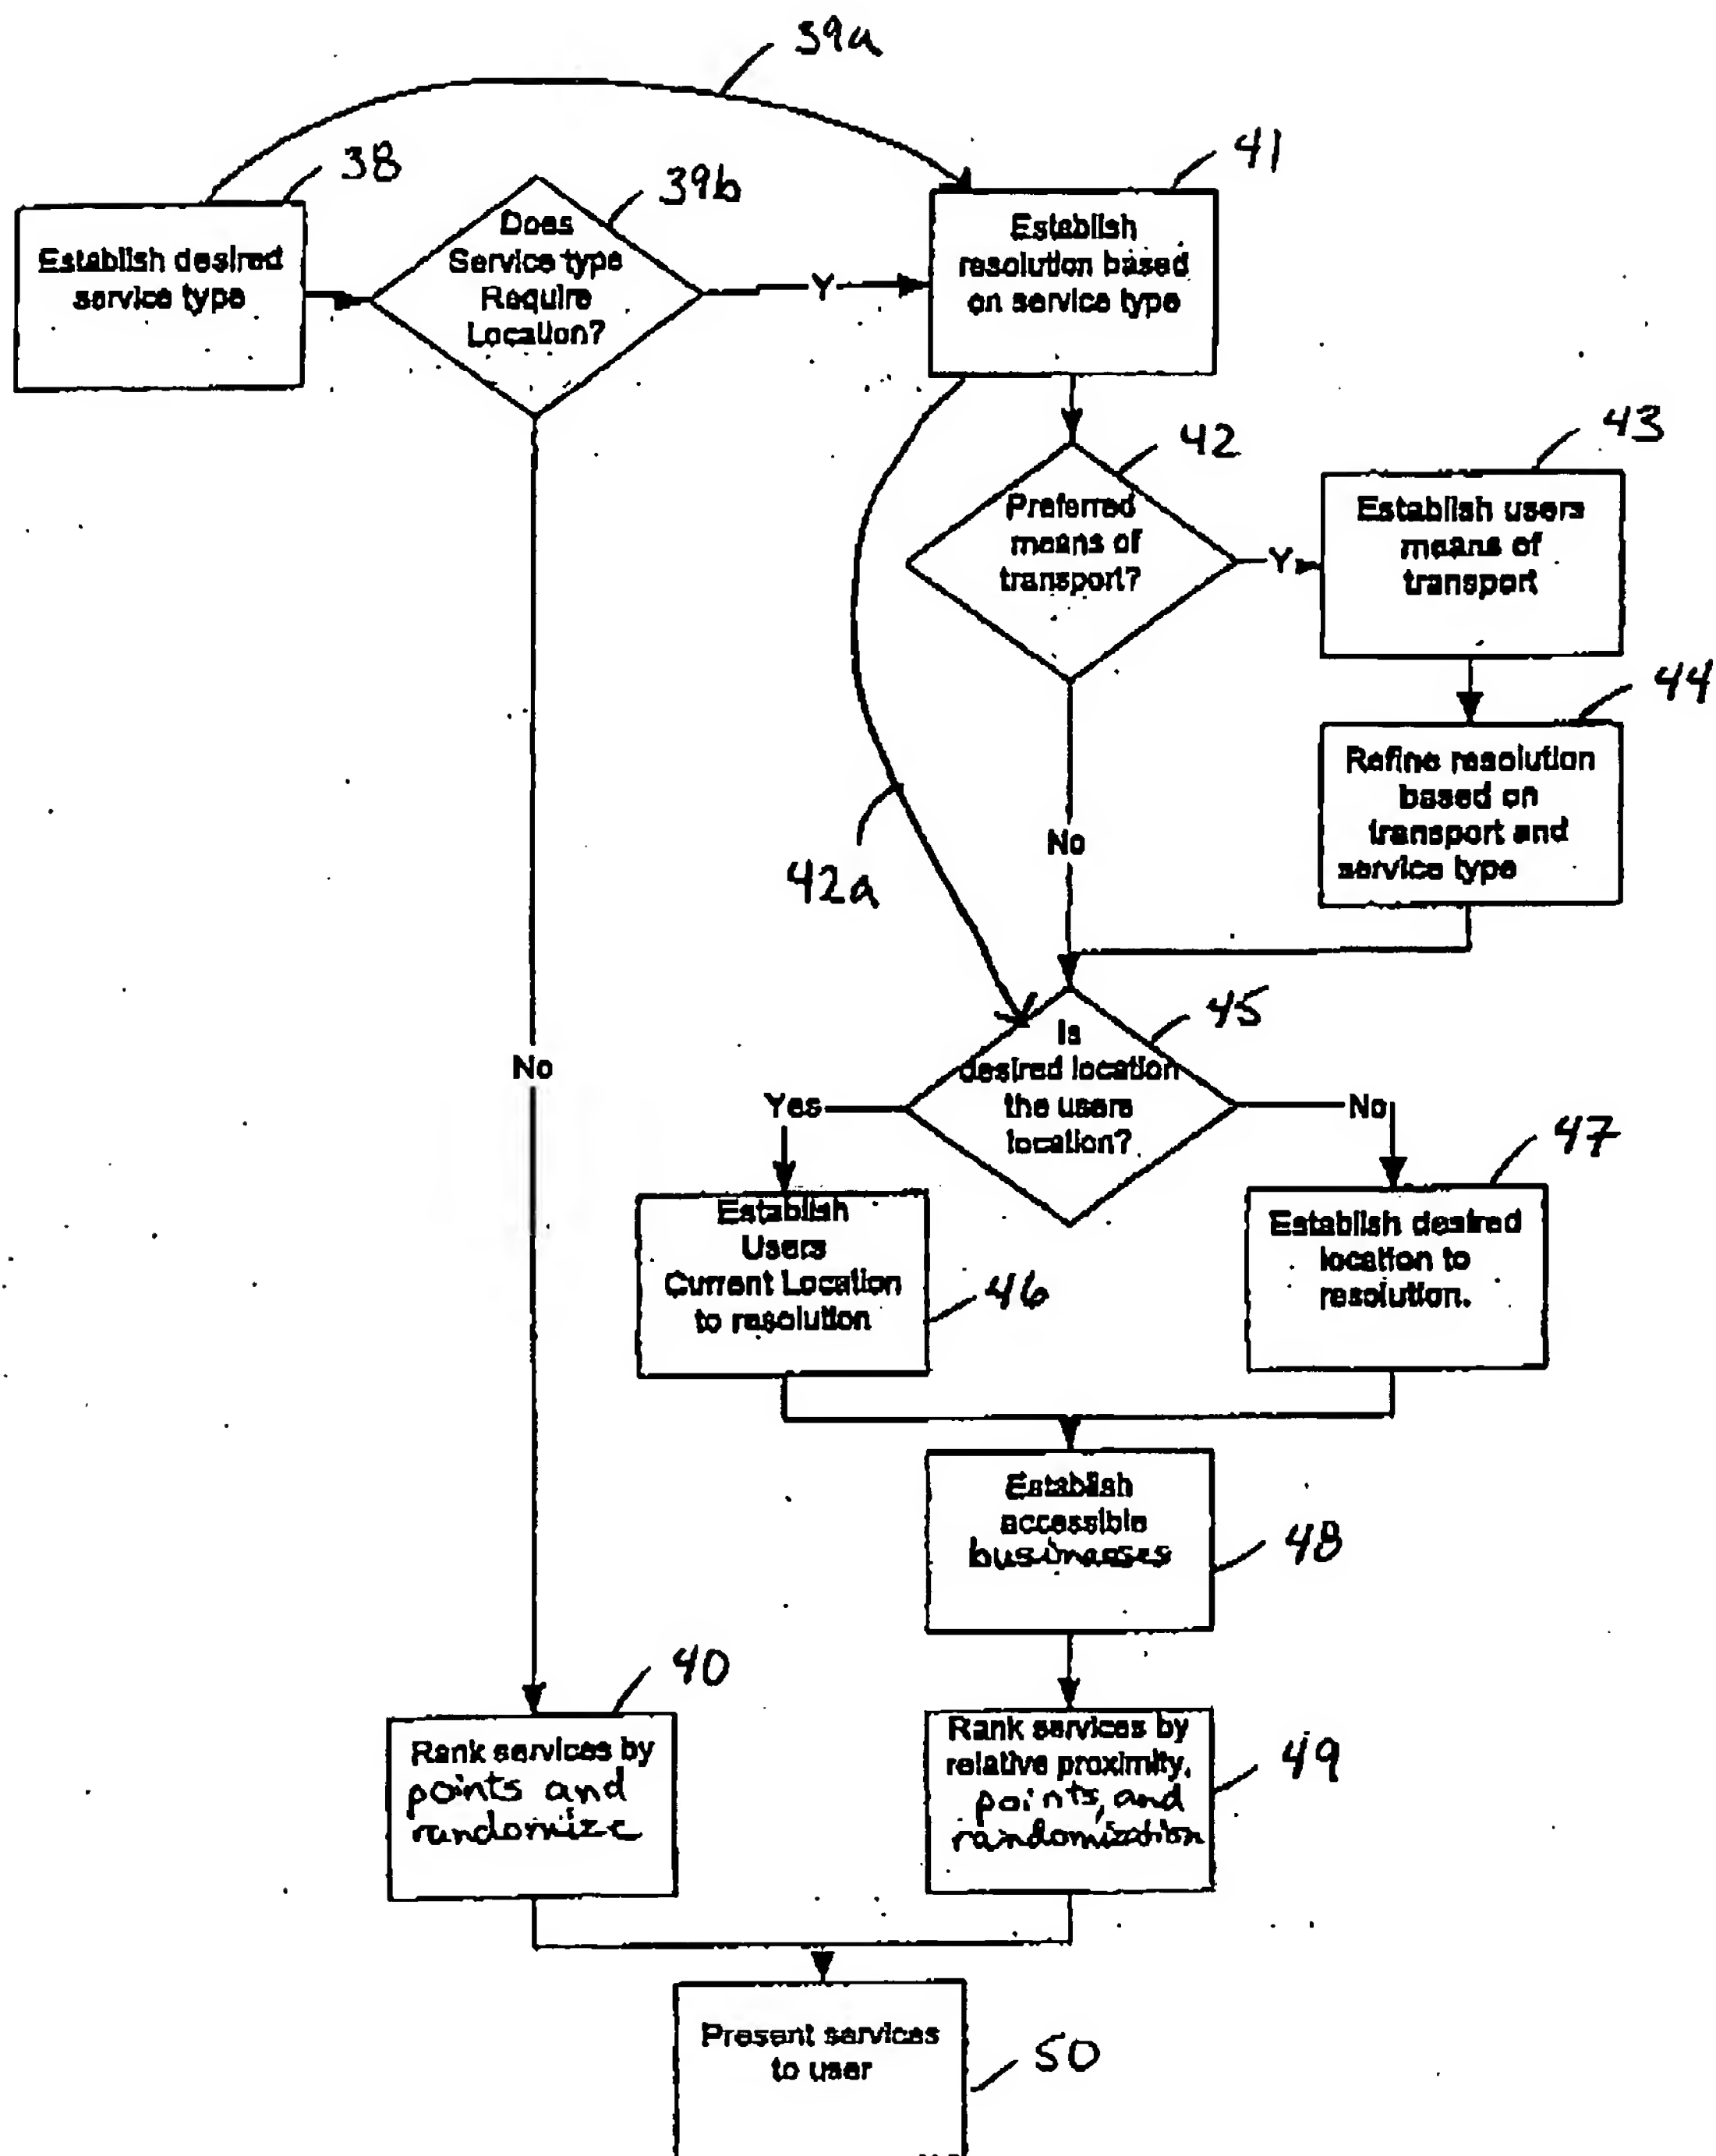 39a
38
39b
41
Establish desired
service type
Does
Service type
Require
Location?
Y
Establish
resolution based
on service type
42
43
Preferred
means of
transport?
Y
Establish users
means of
transport
44
Refine resolution
based on
transport and
service type
No
42a
45
Is
desired location
the users
location?
No
Yes
No
47
Establish
Users
Current Location
to resolution
46
Establish desired
location to
resolution.
Establish
accessible
businesses
48
40
Rank services by
points and
randomize
Rank services by
relative proximity,
points, and
randomization
49
Present services
to user
50